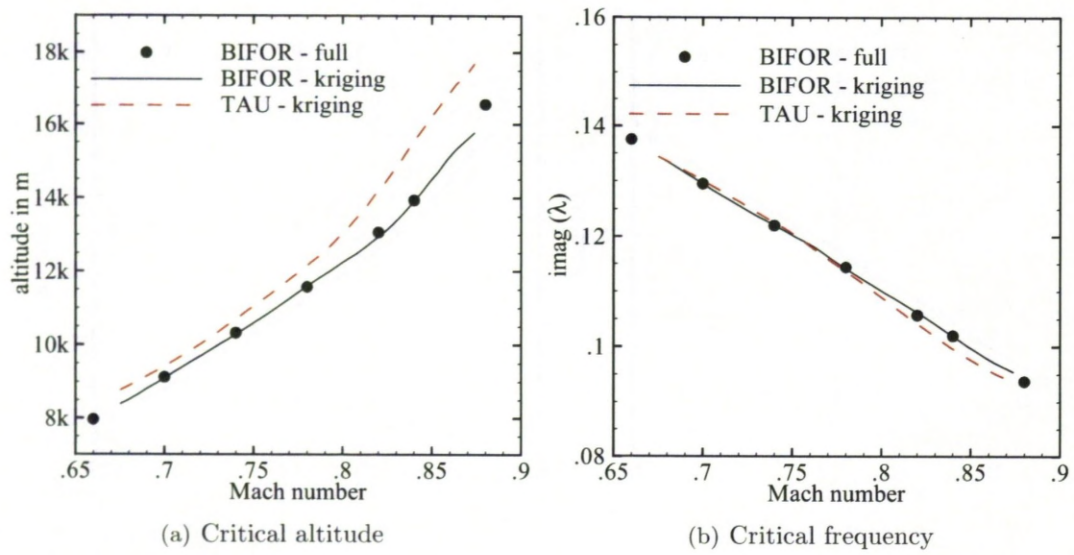 18k
16k
14k
12k
10k
8k
altitude in m
BIFOR - full
BIFOR - kriging
TAU - kriging
.65 .7 .75 .8 .85 .9
Mach number
(a) Critical altitude
.16
.14
.12
.1
.08
imag (λ)
BIFOR - full
BIFOR - kriging
TAU - kriging
.65 .7 .75 .8 .85 .9
Mach number
(b) Critical frequency